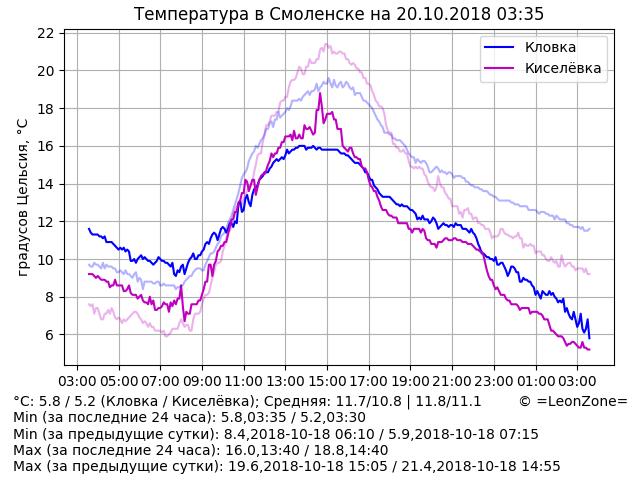 Температура в Смоленске на 20.10.2018 03:35
градусов Цельсия, °C
22
20
18
16
14
12
10
8
6
Кловка
Киселёвка
03:00 05:00 07:00 09:00 11:00 13:00 15:00 17:00 19:00 21:00 23:00 01:00 03:00
°C: 5.8 / 5.2 (Кловка / Киселёвка); Средняя: 11.7/10.8 | 11.8/11.1 © =LeonZone=
Min (за последние 24 часа): 5.8,03:35 / 5.2,03:30
Min (за предыдущие сутки): 8.4,2018-10-18 06:10 / 5.9,2018-10-18 07:15
Max (за последние 24 часа): 16.0,13:40 / 18.8,14:40
Max (за предыдущие сутки): 19.6,2018-10-18 15:05 / 21.4,2018-10-18 14:55